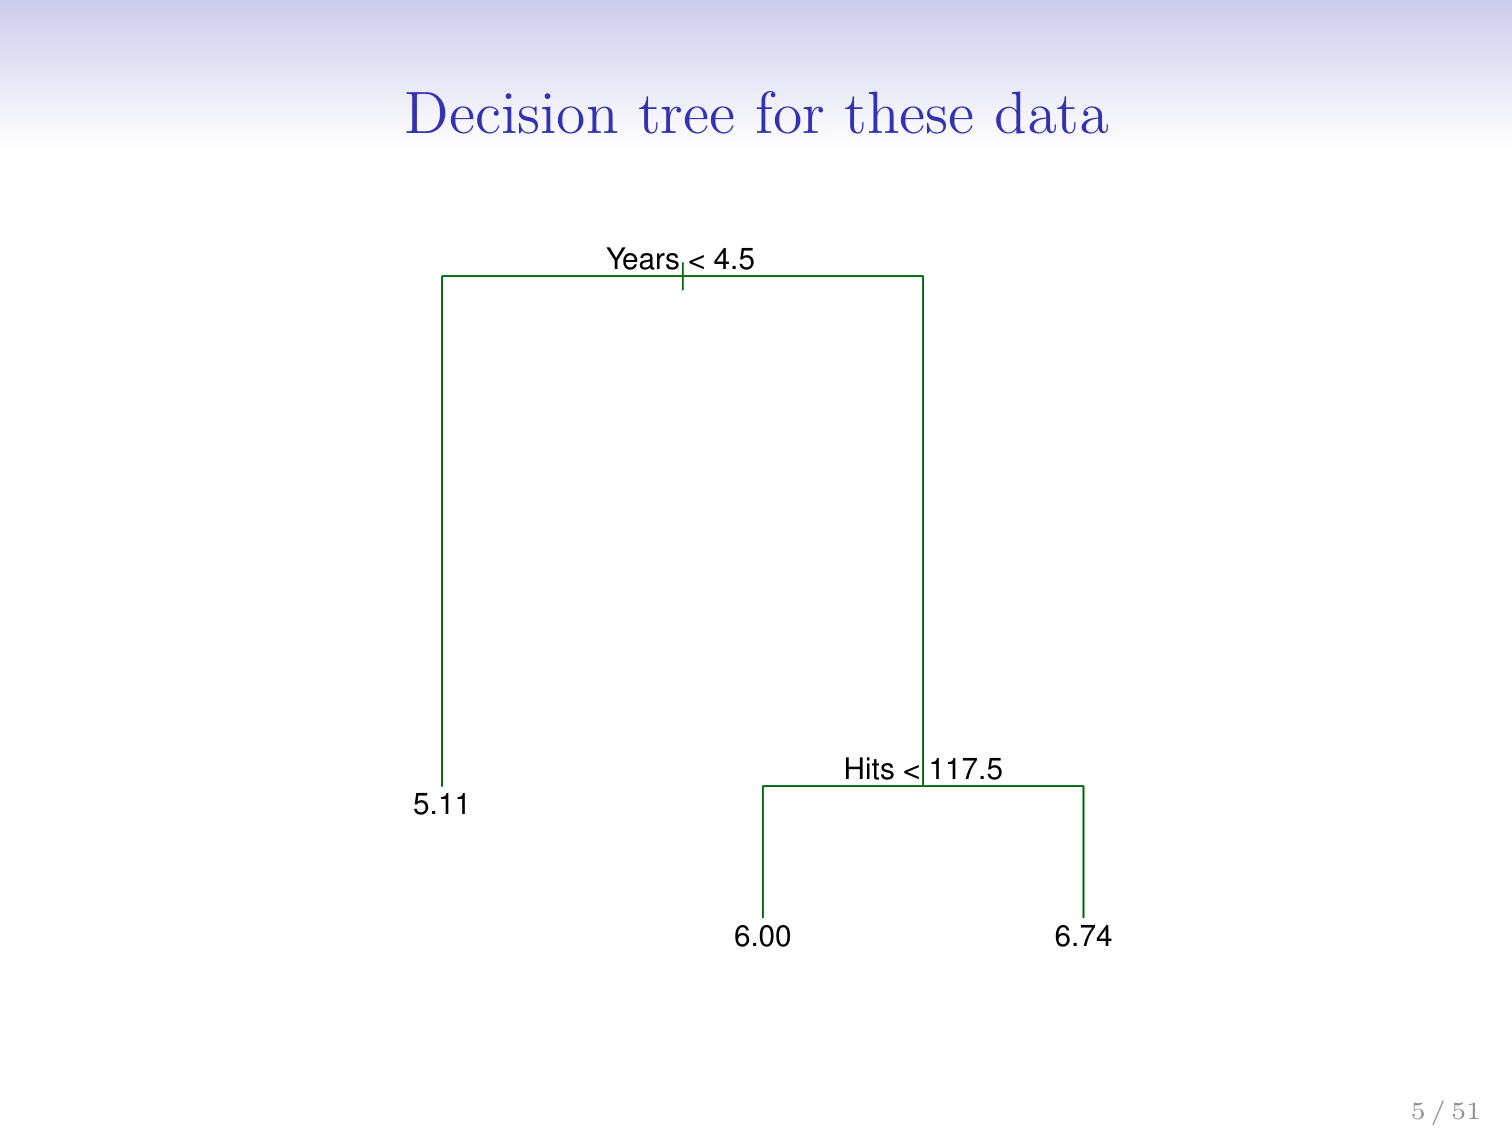 Decision tree for these data
Years < 4.5
Hits < 117.5
5.11
6.00
6.74
5 / 51